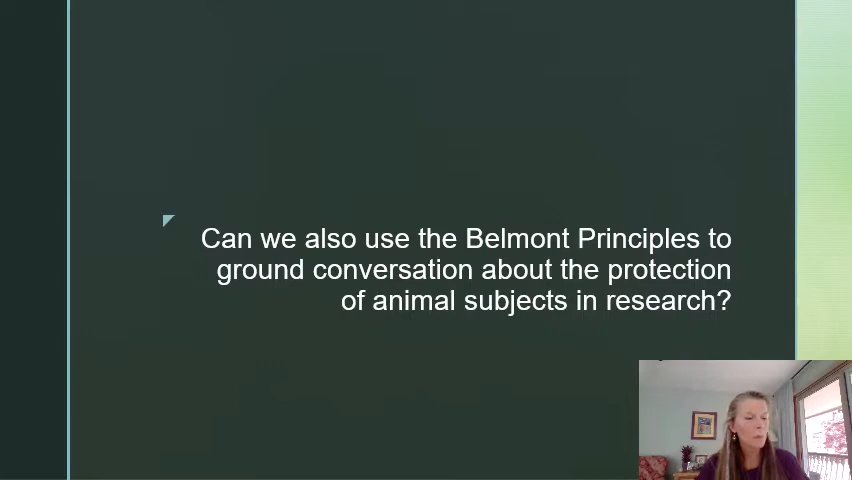 Can we also use the Belmont Principles to
ground conversation about the protection
of animal subjects in research?